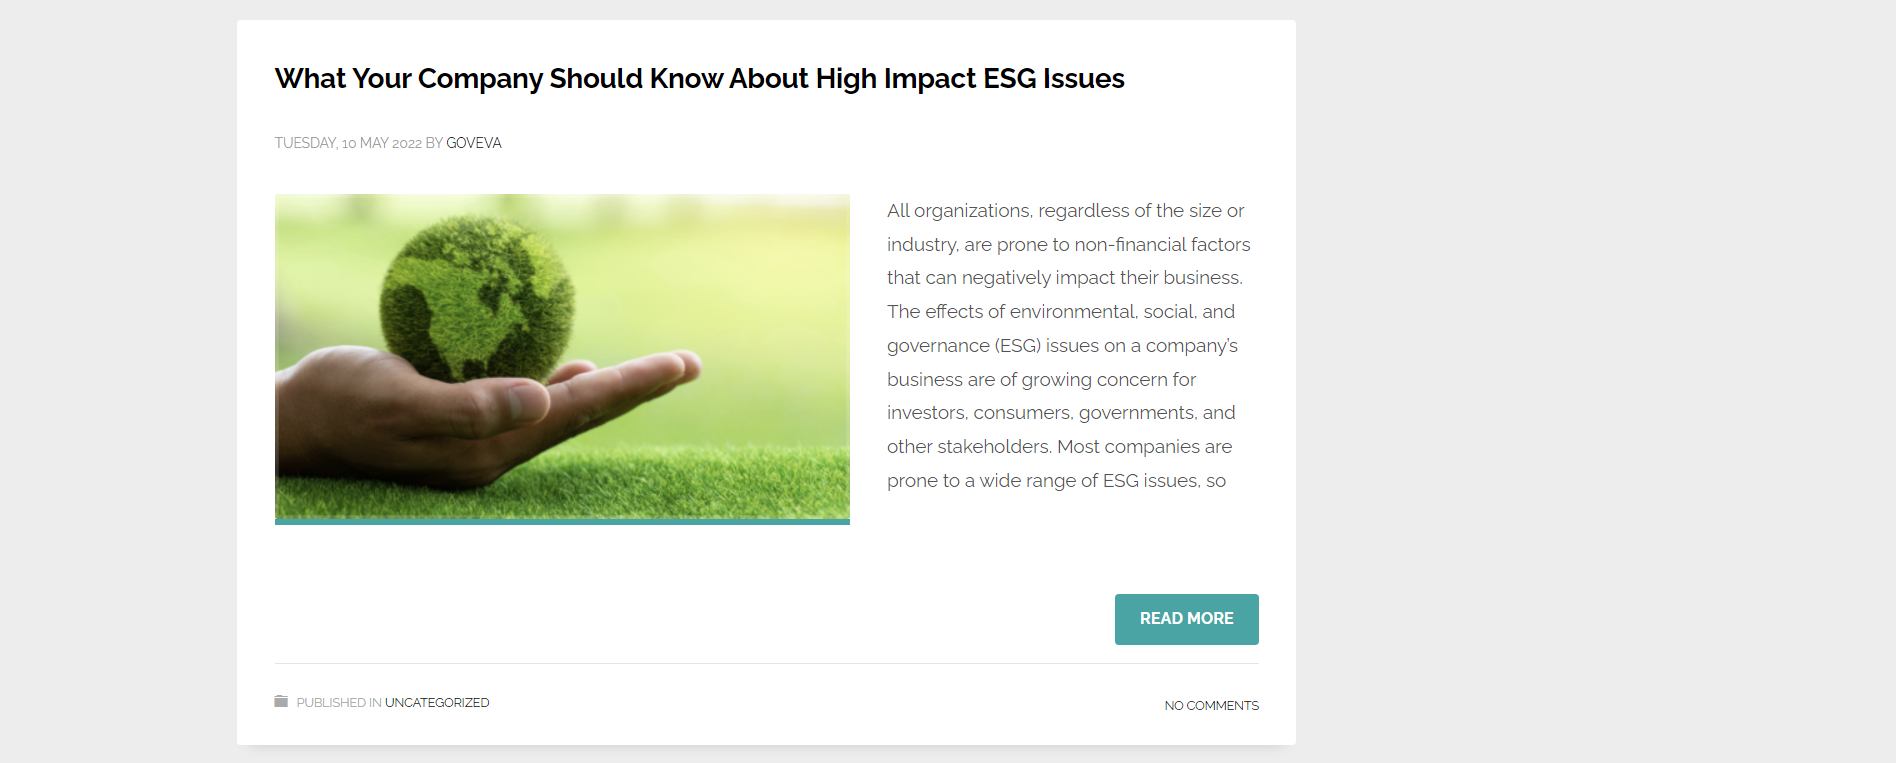 What Your Company Should Know About High Impact ESG Issues
TUESDAY, 10 MAY 2022 BY GOVEVA
All organizations, regardless of the size or
industry, are prone to non-financial factors
that can negatively impact their business.
The effects of environmental, social, and
governance (ESG) issues on a company's
business are of growing concern for
investors, consumers, governments, and
other stakeholders. Most companies are
prone to a wide range of ESG issues, so
READ MORE
PUBLISHED IN UNCATEGORIZED
NO COMMENTS